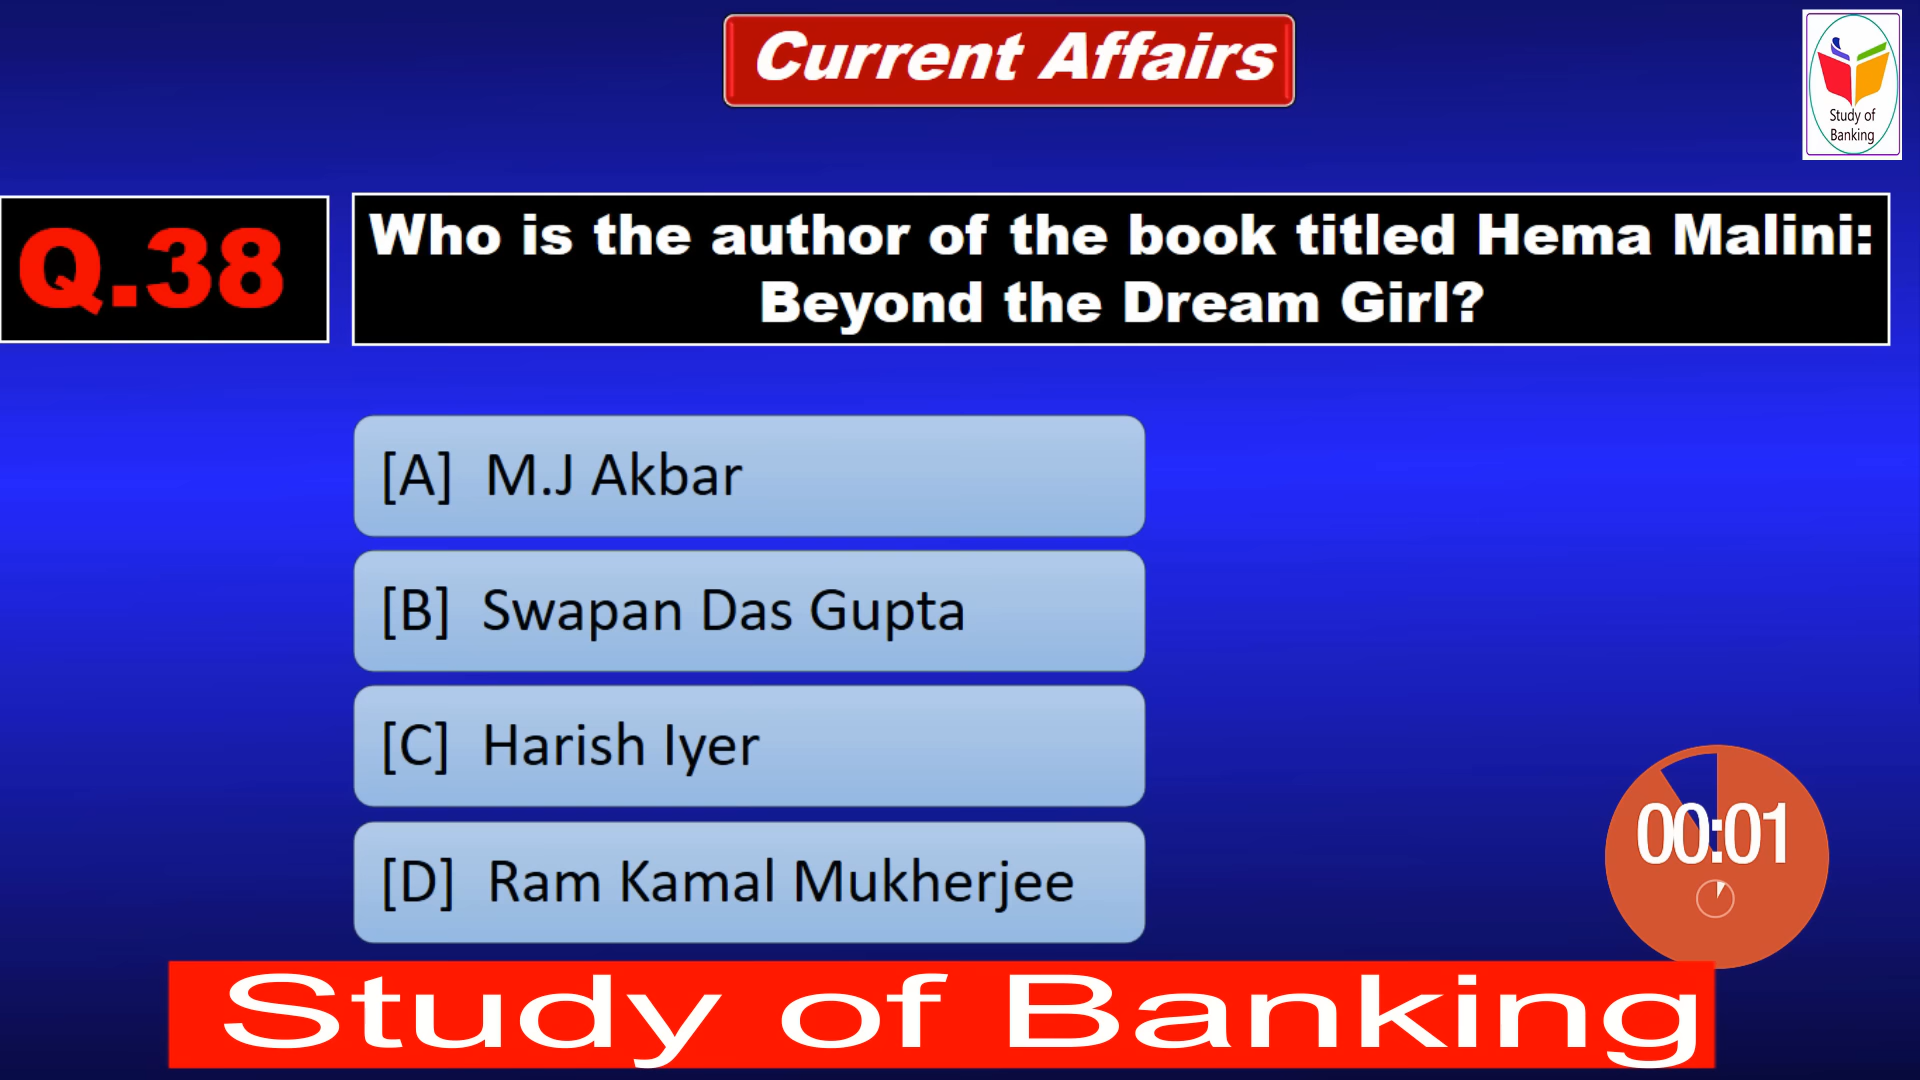 Current Affairs
Study of
Banking
Q.38
Who is the author of the book titled Hema Malini:
Beyond the Dream Girl?
[A] M.J Akbar
[B] Swapan Das Gupta
[C] Harish Iyer
[D] Ram Kamal Mukherjee
00:01
Study of Banking